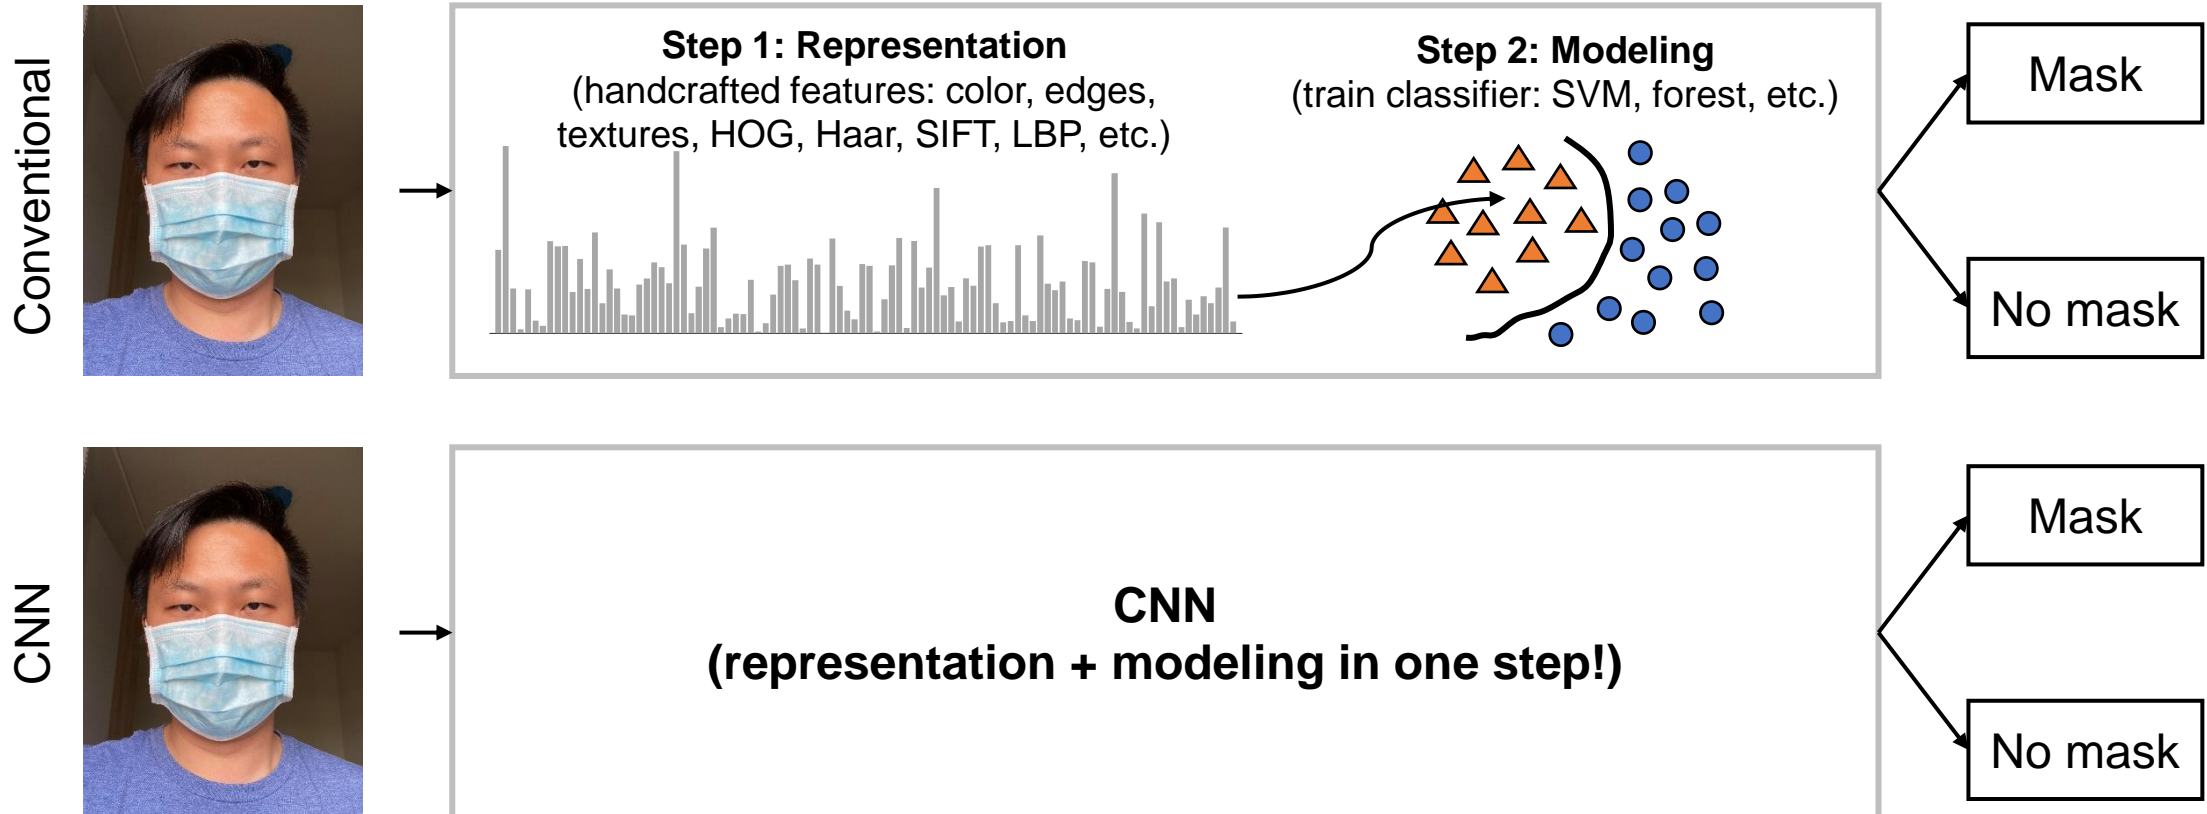 Conventional
Step 1: Representation
(handcrafted features: color, edges,
textures, HOG, Haar, SIFT, LBP, etc.)
Step 2: Modeling
(train classifier: SVM, forest, etc.)
Mask
No mask
CNN
CNN
(representation + modeling in one step!)
Mask
No mask